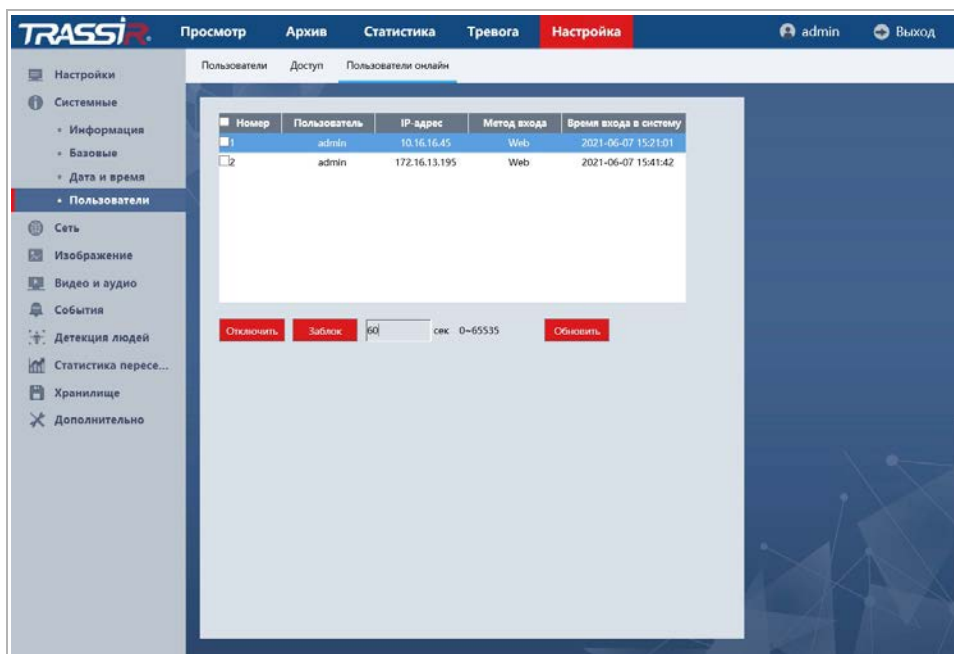 TRASSIR
Просмотр Архив Статистика Тревога Настройка admin Выход
Пользователи Доступ Пользователи онлайн
Настройки
Системные
Информация
Базовые
Дата и время
Пользователи
Сеть
Изображение
Видео и аудио
События
Детекция людей
Статистика пересе...
Хранилище
Дополнительно
Номер Пользователь IP-адрес Метод входа Время входа в систему
1 admin 10.16.16.45 Web 2021-06-07 15:21:01
2 admin 172.16.13.195 Web 2021-06-07 15:41:42
Отключить Заблок 60 сек 0~65535 Обновить